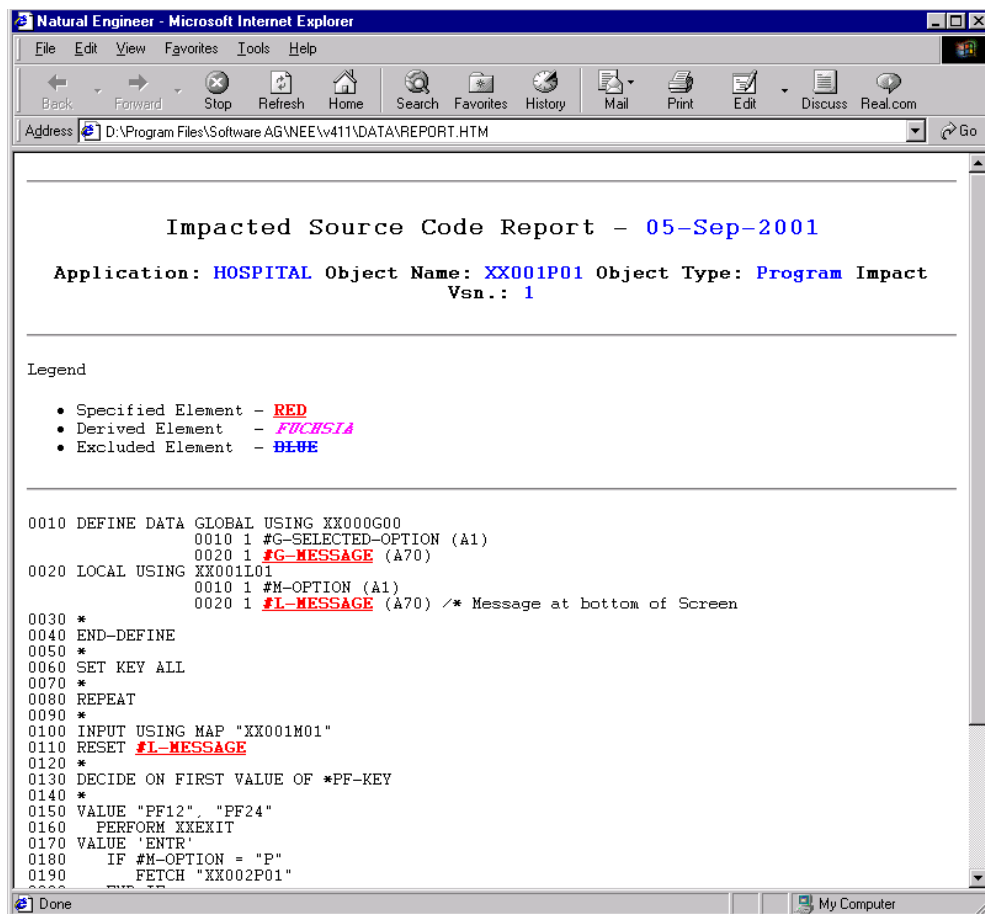 Natural Engineer - Microsoft Internet Explorer
File Edit View Favorites Tools Help
Back Forward Stop Refresh Home Search Favorites History Mail Print Edit Discuss Real.com
Address D:\Program Files\Software AG\NEE\v411\DATA\REPORT.HTM Go
Impacted Source Code Report – 05-Sep-2001
Application: HOSPITAL Object Name: XX001P01 Object Type: Program Impact
Vsn.: 1
Legend
• Specified Element – RED
• Derived Element – FUCHSIA
• Excluded Element – BLUE
0010 DEFINE DATA GLOBAL USING XX000G00
0010 1 #G-SELECTED-OPTION (A1)
0020 1 #G-MESSAGE (A70)
0020 LOCAL USING XX001L01
0010 1 #M-OPTION (A1)
0020 1 #L-MESSAGE (A70) /* Message at bottom of Screen
0030 *
0040 END-DEFINE
0050 *
0060 SET KEY ALL
0070 *
0080 REPEAT
0090 *
0100 INPUT USING MAP "XX001M01"
0110 RESET #L-MESSAGE
0120 *
0130 DECIDE ON FIRST VALUE OF *PF-KEY
0140 *
0150 VALUE "PF12", "PF24"
0160 PERFORM XXEXIT
0170 VALUE 'ENTR'
0180 IF #M-OPTION = "P"
0190 FETCH "XX002P01"
Done My Computer